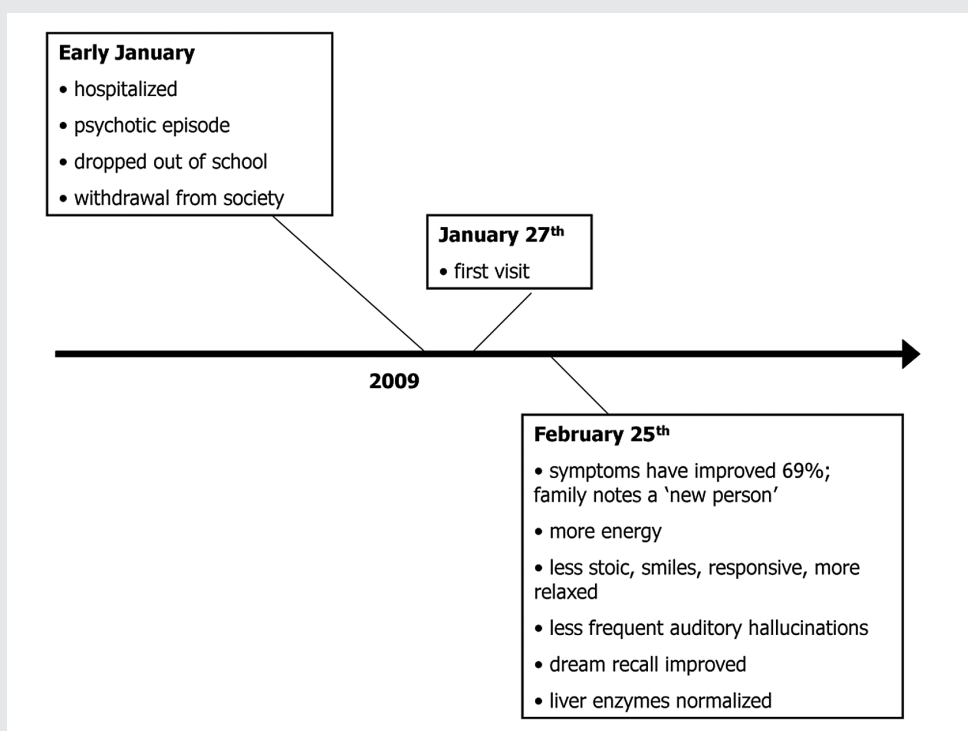 Early January
• hospitalized
• psychotic episode
• dropped out of school
• withdrawal from society
January 27th
• first visit
2009
February 25th
• symptoms have improved 69%;
family notes a ‘new person’
• more energy
• less stoic, smiles, responsive, more
relaxed
• less frequent auditory hallucinations
• dream recall improved
• liver enzymes normalized